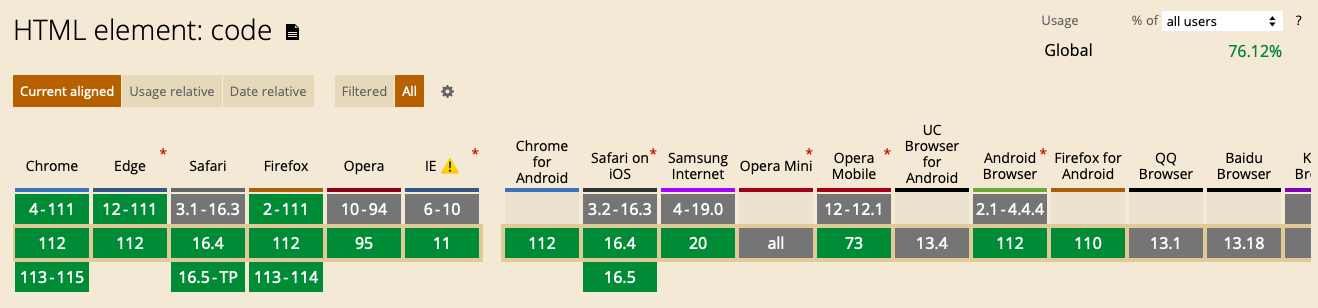 HTML element: code
Usage % of all users ?
Global 76.12%
Current aligned Usage relative Date relative Filtered All
Chrome Edge * Safari Firefox Opera IE *
Chrome for Android
Safari on iOS *
Samsung Internet
Opera Mini *
Opera Mobile *
UC Browser for Android
Android Browser *
Firefox for Android
QQ Browser
Baidu Browser
4-111 12-111 3.1-16.3 2-111 10-94 6-10 3.2-16.3 4-19.0 12-12.1 2.1-4.4.4
112 112 16.4 112 95 11 112 16.4 20 all 73 13.4 112 110 13.1 13.18
113-115 16.5-TP 113-114 16.5